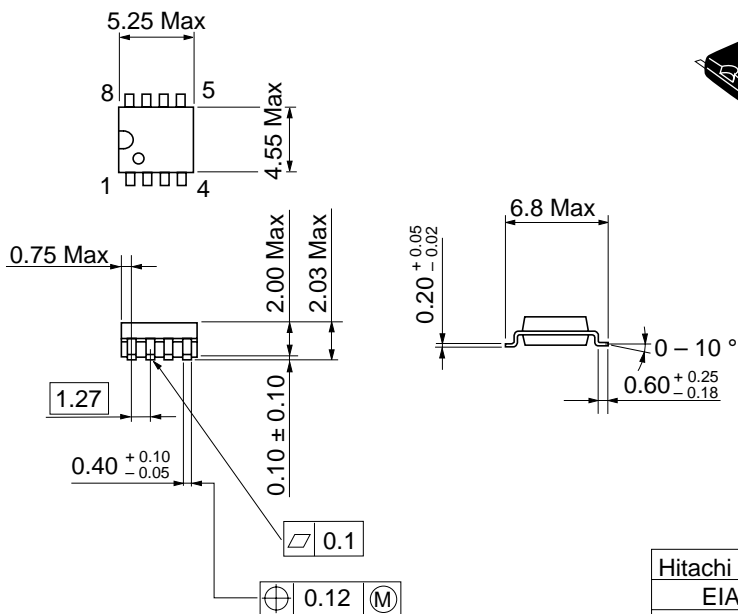 5.25 Max
8 5
4.55 Max
1 4
0.75 Max
2.00 Max
2.03 Max
1.27
0.10 ± 0.10
0.40 + 0.10 − 0.05
0.1
0.12 Ⓜ
6.8 Max
0.20 + 0.05 − 0.02
0 – 10 °
0.60 + 0.25 − 0.18
Hitachi
EIA